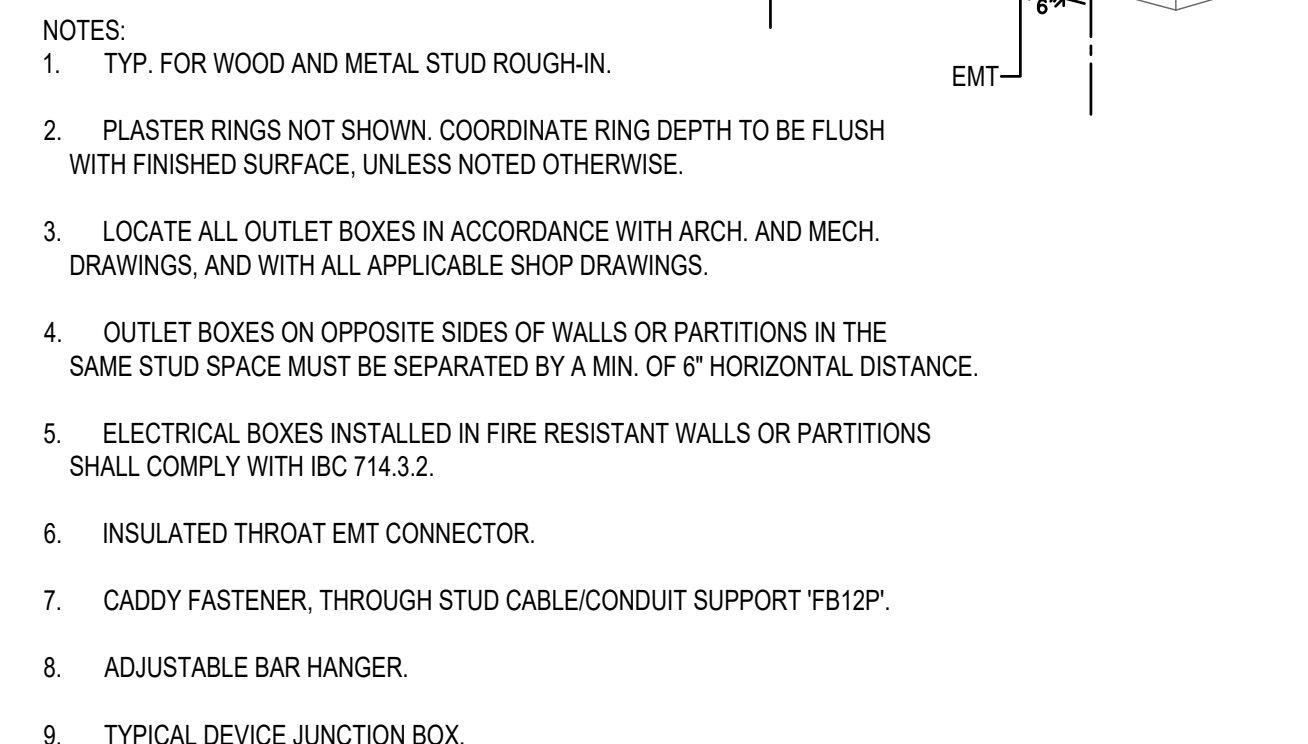 6"
NOTES:
1. TYP. FOR WOOD AND METAL STUD ROUGH-IN.
EMT
2. PLASTER RINGS NOT SHOWN. COORDINATE RING DEPTH TO BE FLUSH
WITH FINISHED SURFACE, UNLESS NOTED OTHERWISE.
3. LOCATE ALL OUTLET BOXES IN ACCORDANCE WITH ARCH. AND MECH.
DRAWINGS, AND WITH ALL APPLICABLE SHOP DRAWINGS.
4. OUTLET BOXES ON OPPOSITE SIDES OF WALLS OR PARTITIONS IN THE
SAME STUD SPACE MUST BE SEPARATED BY A MIN. OF 6" HORIZONTAL DISTANCE.
5. ELECTRICAL BOXES INSTALLED IN FIRE RESISTANT WALLS OR PARTITIONS
SHALL COMPLY WITH IBC 714.3.2.
6. INSULATED THROAT EMT CONNECTOR.
7. CADDY FASTENER, THROUGH STUD CABLE/CONDUIT SUPPORT 'FB12P'.
8. ADJUSTABLE BAR HANGER.
9. TYPICAL DEVICE JUNCTION BOX.